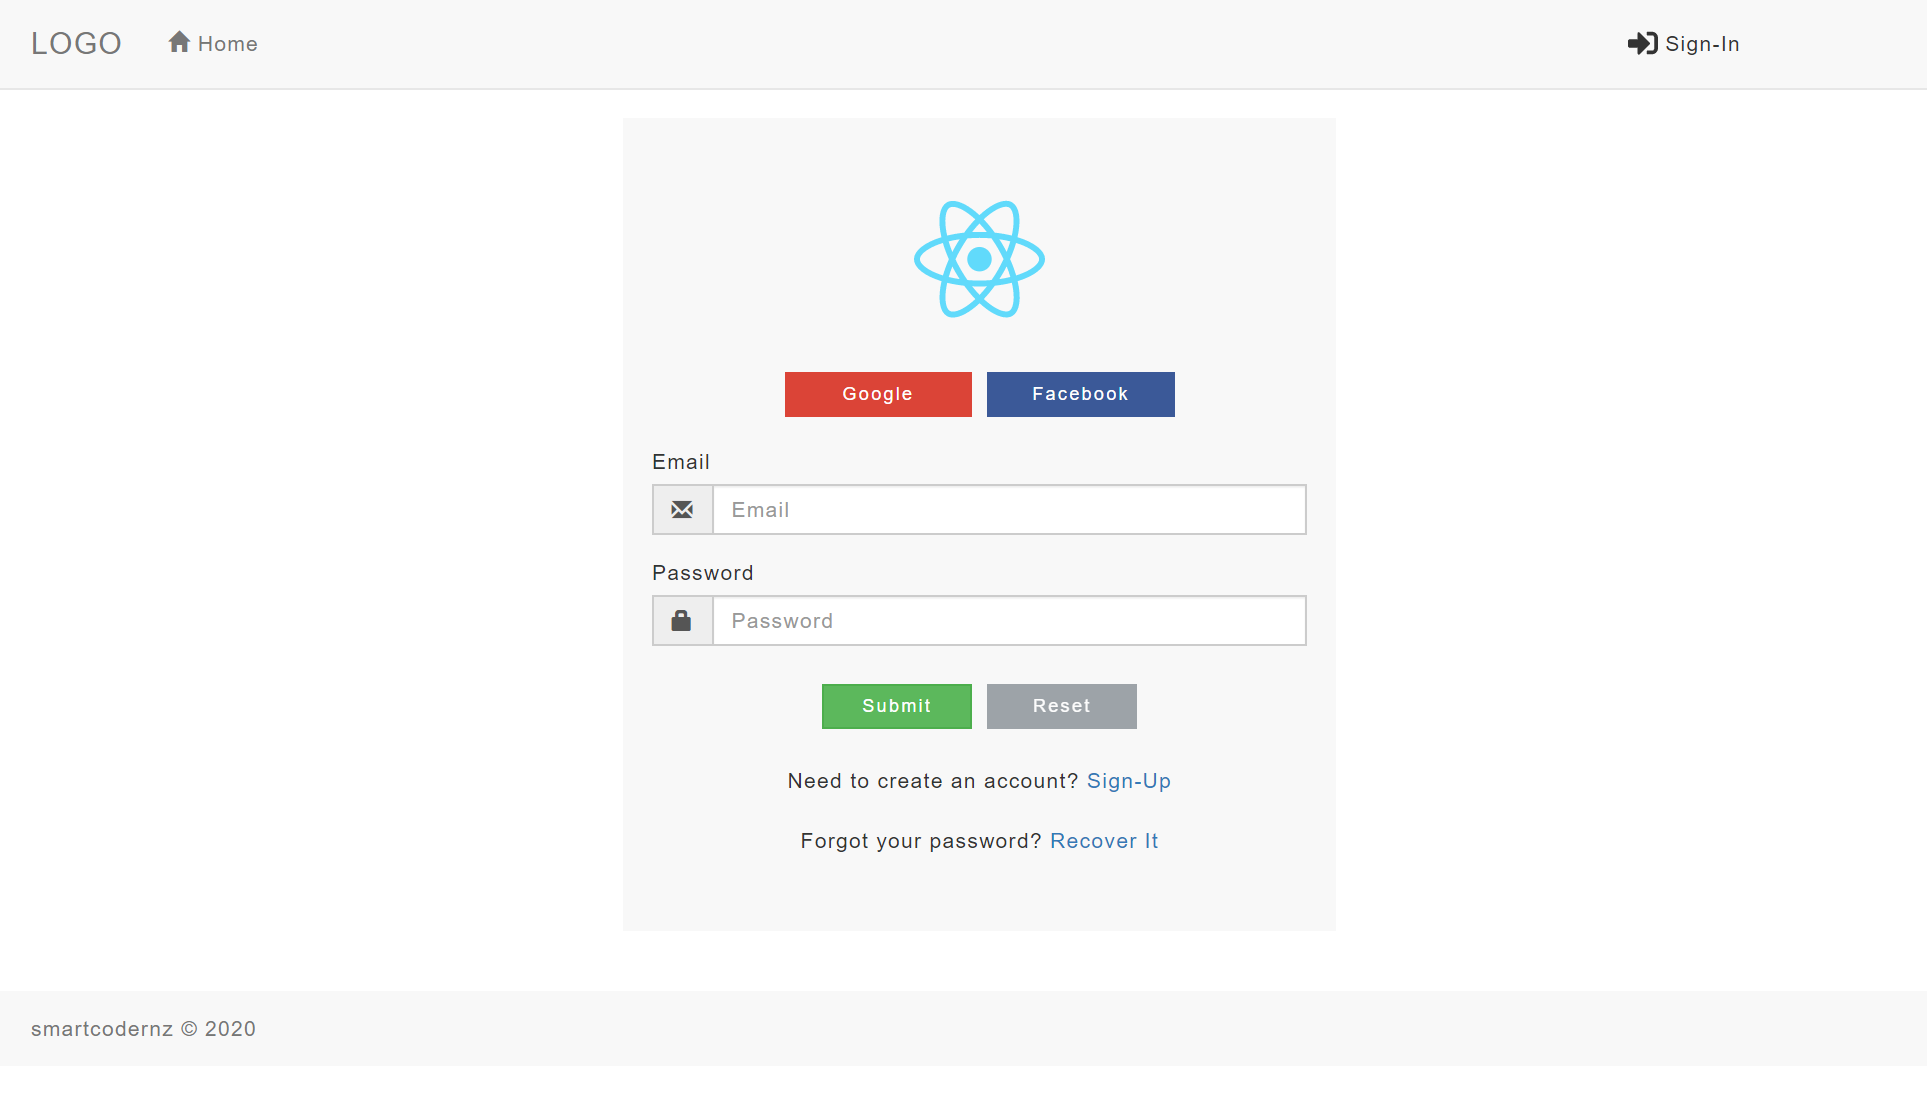 LOGO Home Sign-In
Google Facebook
Email
Email
Password
Password
Submit Reset
Need to create an account? Sign-Up
Forgot your password? Recover It
smartcodernz © 2020